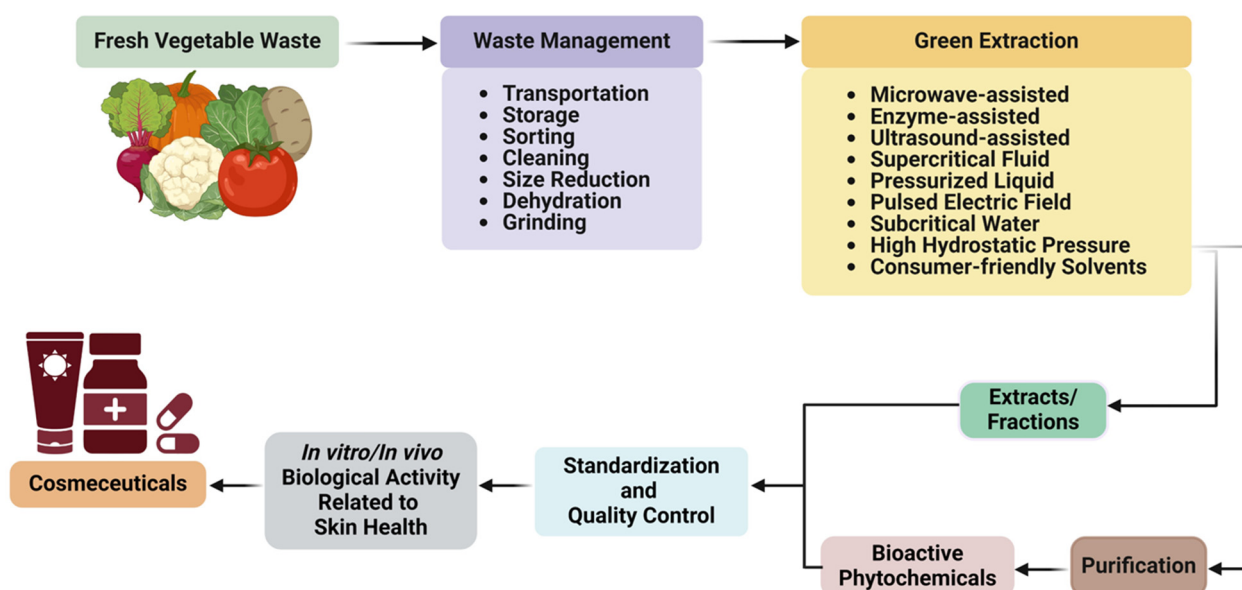 Fresh Vegetable Waste
Waste Management
• Transportation
• Storage
• Sorting
• Cleaning
• Size Reduction
• Dehydration
• Grinding
Green Extraction
• Microwave-assisted
• Enzyme-assisted
• Ultrasound-assisted
• Supercritical Fluid
• Pressurized Liquid
• Pulsed Electric Field
• Subcritical Water
• High Hydrostatic Pressure
• Consumer-friendly Solvents
Extracts/
Fractions
Purification
Bioactive
Phytochemicals
Standardization
and
Quality Control
In vitro/In vivo
Biological Activity
Related to
Skin Health
Cosmeceuticals